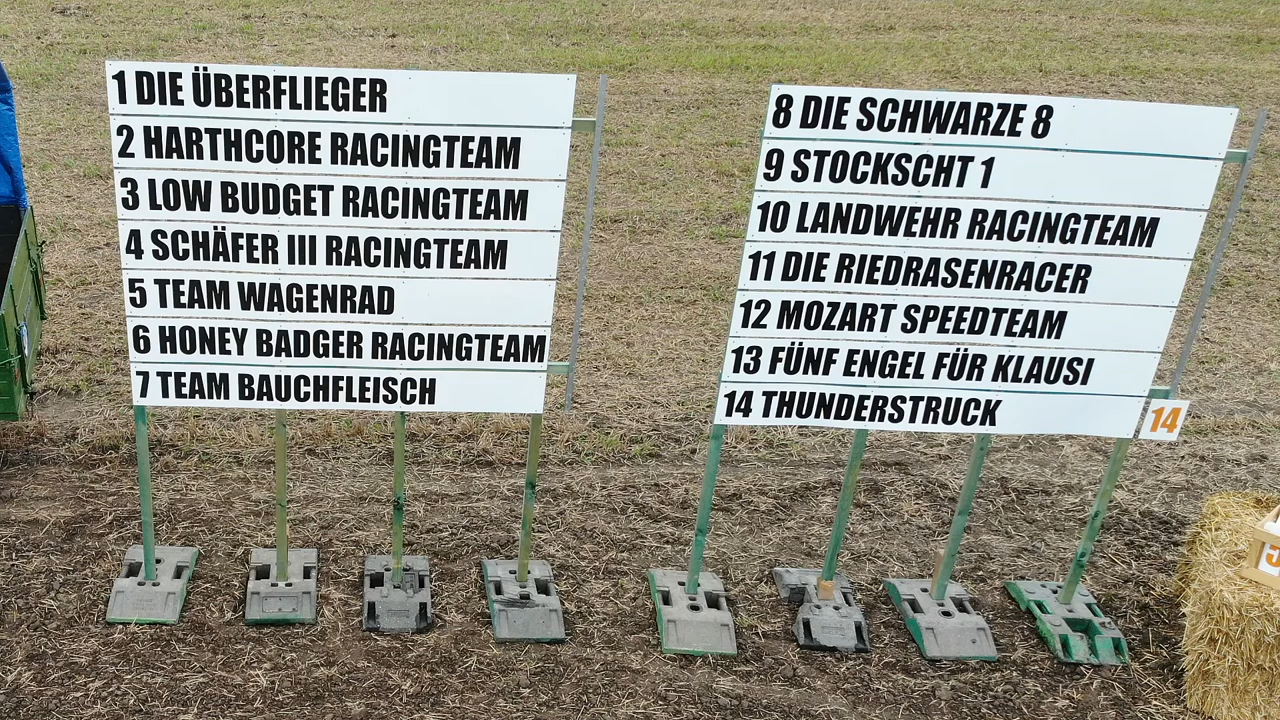 1 DIE ÜBERFLIEGER
2 HARTHCORE RACINGTEAM
3 LOW BUDGET RACINGTEAM
4 SCHÄFER III RACINGTEAM
5 TEAM WAGENRAD
6 HONEY BADGER RACINGTEAM
7 TEAM BAUCHFLEISCH
8 DIE SCHWARZE 8
9 STOCKSCHT 1
10 LANDWEHR RACINGTEAM
11 DIE RIEDRASENRACER
12 MOZART SPEEDTEAM
13 FÜNF ENGEL FÜR KLAUSI
14 THUNDERSTRUCK
14